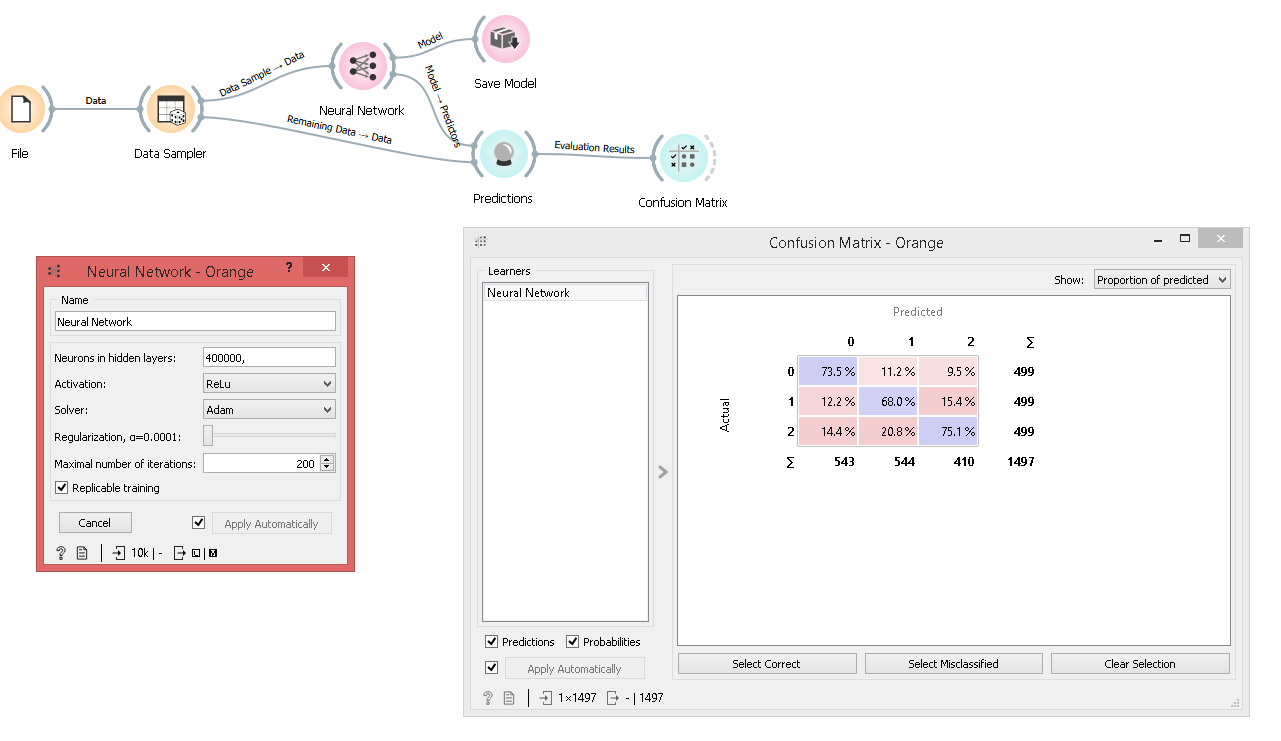 Model
Save Model
Data Sample → Data
Neural Network
Model → Predictors
Data
File
Data Sampler
Remaining Data → Data
Predictions
Evaluation Results
Confusion Matrix
Neural Network - Orange
?
Name
Neural Network
Neurons in hidden layers: 400000,
Activation: ReLu
Solver: Adam
Regularization, α=0.0001:
Maximal number of iterations: 200
Replicable training
Cancel
Apply Automatically
? 10k | - L | M
Confusion Matrix - Orange
Learners
Neural Network
Show: Proportion of predicted
Predicted
0 1 2 Σ
0 73.5 % 11.2 % 9.5 % 499
1 12.2 % 68.0 % 15.4 % 499
2 14.4 % 20.8 % 75.1 % 499
Σ 543 544 410 1497
Actual
Predictions Probabilities
Apply Automatically
Select Correct Select Misclassified Clear Selection
? 1×1497 - | 1497